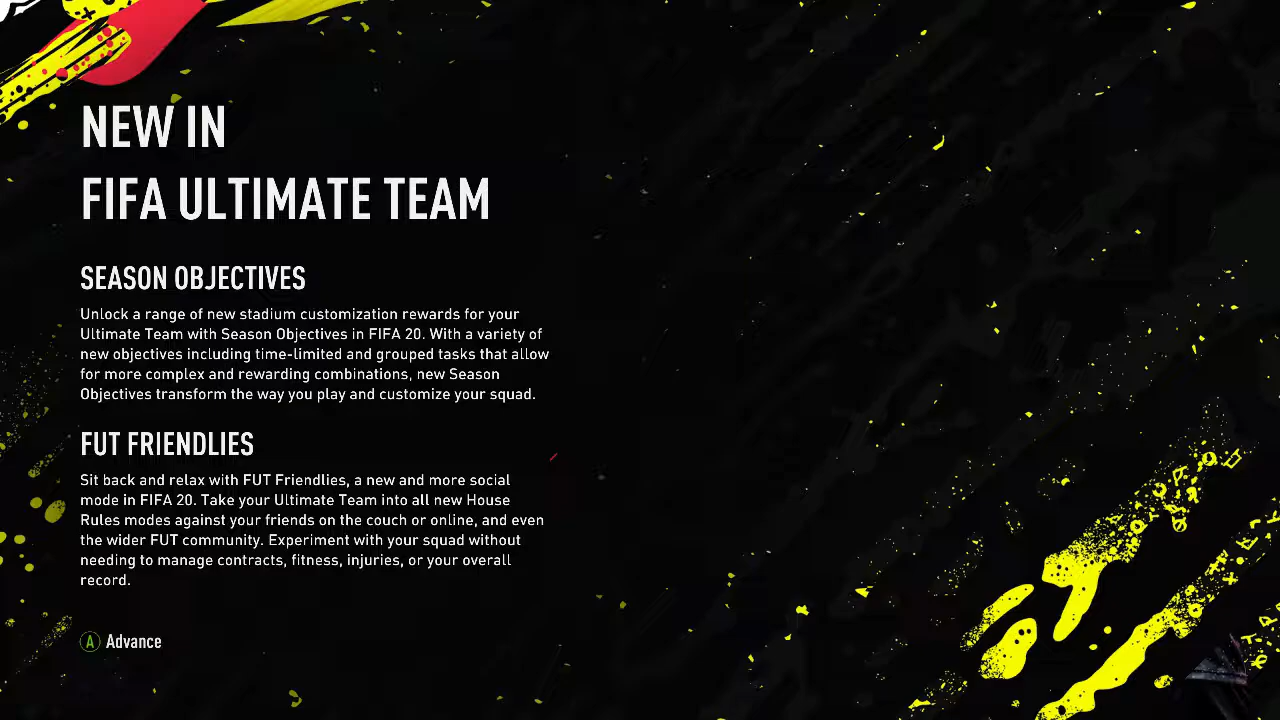 NEW IN
FIFA ULTIMATE TEAM
SEASON OBJECTIVES
Unlock a range of new stadium customization rewards for your
Ultimate Team with Season Objectives in FIFA 20. With a variety of
new objectives including time-limited and grouped tasks that allow
for more complex and rewarding combinations, new Season
Objectives transform the way you play and customize your squad.
FUT FRIENDLIES
Sit back and relax with FUT Friendlies, a new and more social
mode in FIFA 20. Take your Ultimate Team into all new House
Rules modes against your friends on the couch or online, and even
the wider FUT community. Experiment with your squad without
needing to manage contracts, fitness, injuries, or your overall
record.
A Advance